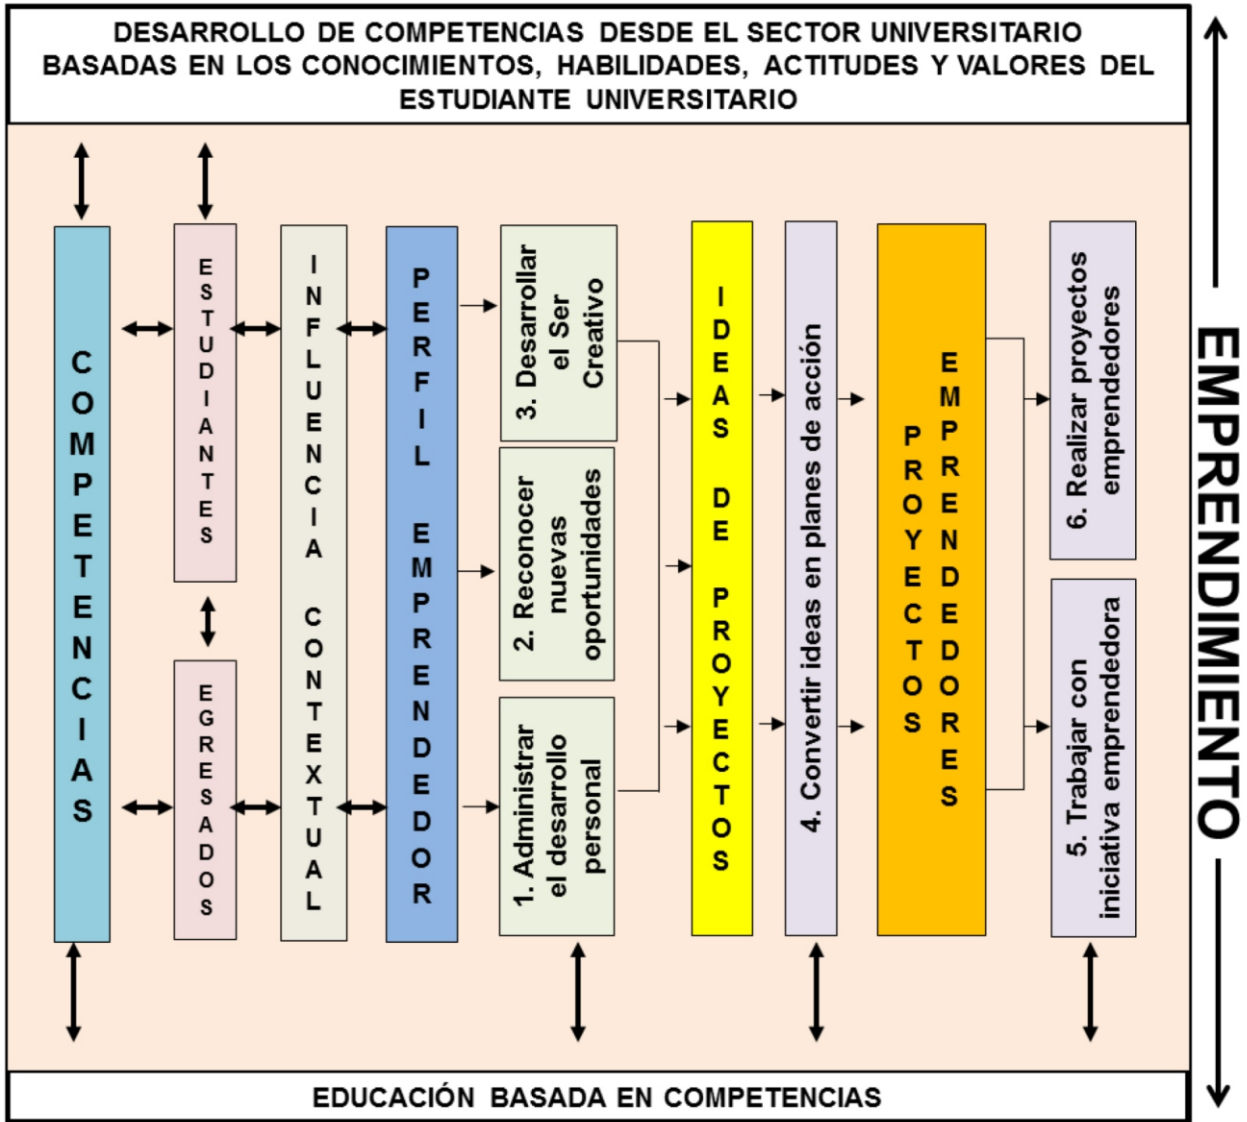 DESARROLLO DE COMPETENCIAS DESDE EL SECTOR UNIVERSITARIO
BASADAS EN LOS CONOCIMIENTOS, HABILIDADES, ACTITUDES Y VALORES DEL
ESTUDIANTE UNIVERSITARIO
COMPETENCIAS
ESTUDIANTES
EGRESADOS
INFLUENCIA CONTEXTUAL
PERFIL EMPRENDEDOR
3. Desarrollar
el Ser
Creativo
2. Reconocer
nuevas
oportunidades
1. Administrar
el desarrollo
personal
IDEAS DE PROYECTOS
4. Convertir ideas en planes de acción
PROYECTOS
EMPRENDEDORES
6. Realizar proyectos
emprendedores
5. Trabajar con
iniciativa emprendedora
EMPRENDIMIENTO
EDUCACIÓN BASADA EN COMPETENCIAS